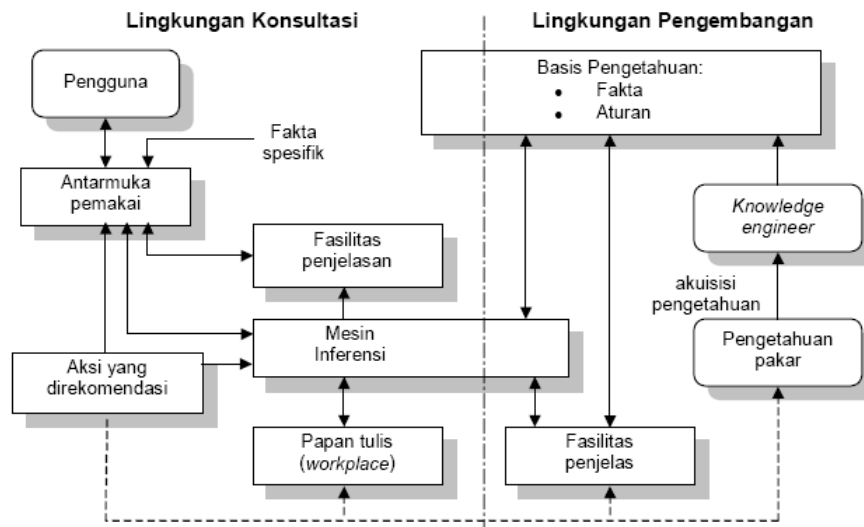 Lingkungan Konsultasi
Lingkungan Pengembangan
Pengguna
Basis Pengetahuan:
• Fakta
• Aturan
Fakta
spesifik
Antarmuka
pemakai
Knowledge
engineer
Fasilitas
penjelasan
akuisisi
pengetahuan
Mesin
Inferensi
Pengetahuan
pakar
Aksi yang
direkomendasi
Papan tulis
(workplace)
Fasilitas
penjelas